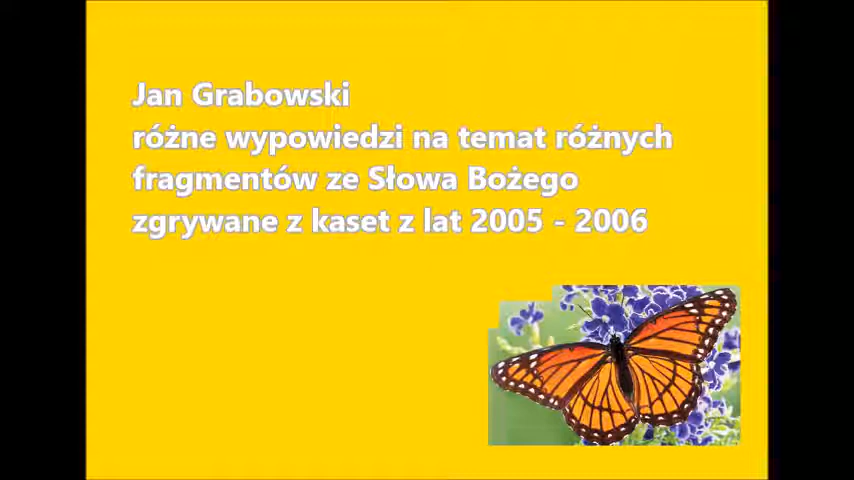 Jan Grabowski
różne wypowiedzi na temat różnych
fragmentów ze Słowa Bożego
zgrywane z kaset z lat 2005 - 2006